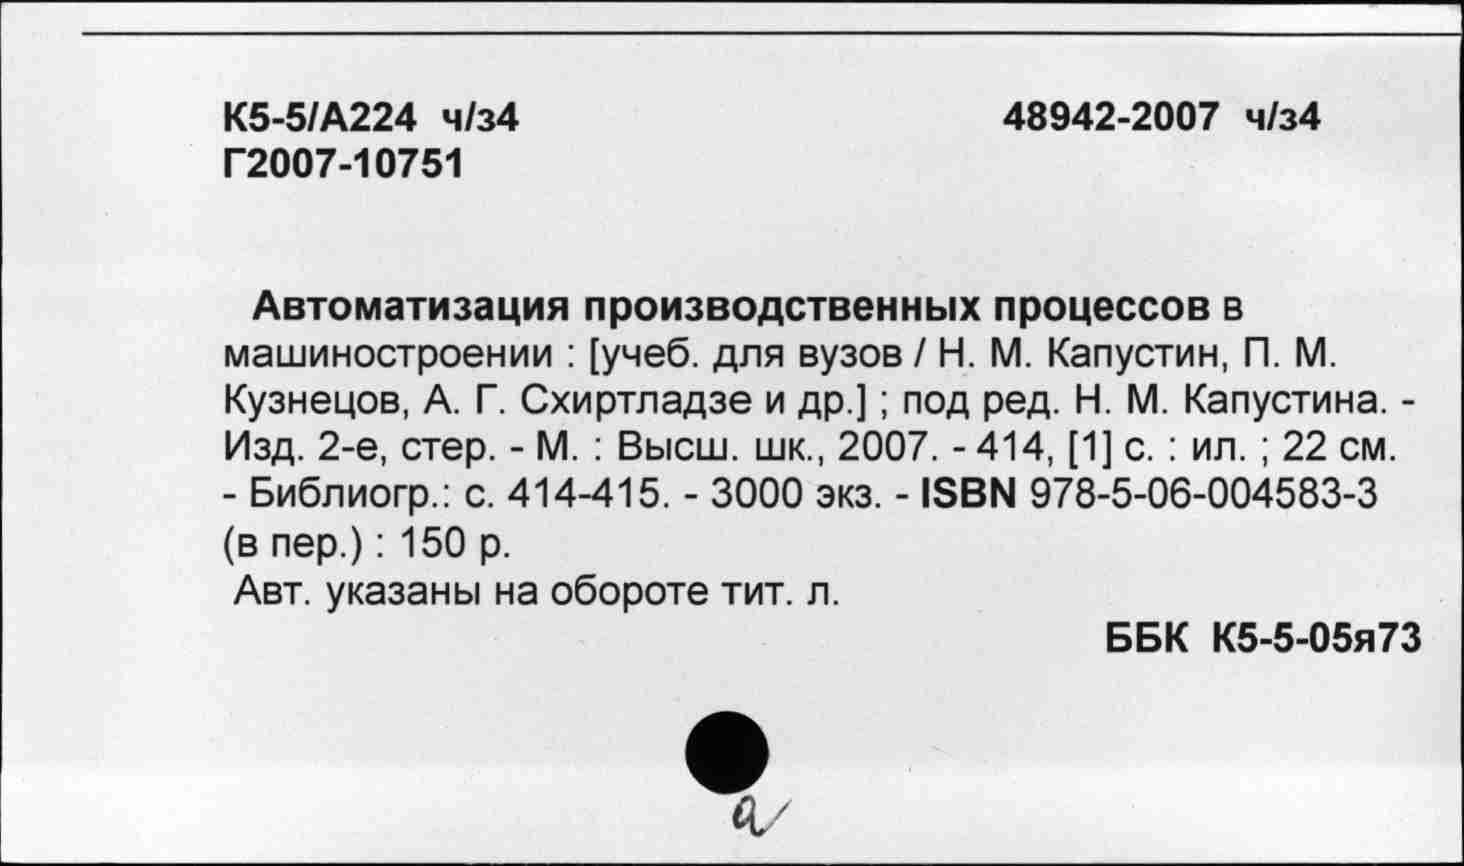 К5-5/А224 ч/з4 48942-2007 ч/з4
Г2007-10751
Автоматизация производственных процессов в
машиностроении : [учеб. для вузов / Н. М. Капустин, П. М.
Кузнецов, А. Г. Схиртладзе и др.] ; под ред. Н. М. Капустина. -
Изд. 2-е, стер. - М. : Высш. шк., 2007. - 414, [1] с. : ил. ; 22 см.
- Библиогр.: с. 414-415. - 3000 экз. - ISBN 978-5-06-004583-3
(в пер.) : 150 р.
Авт. указаны на обороте тит. л.
ББК К5-5-05я73
а